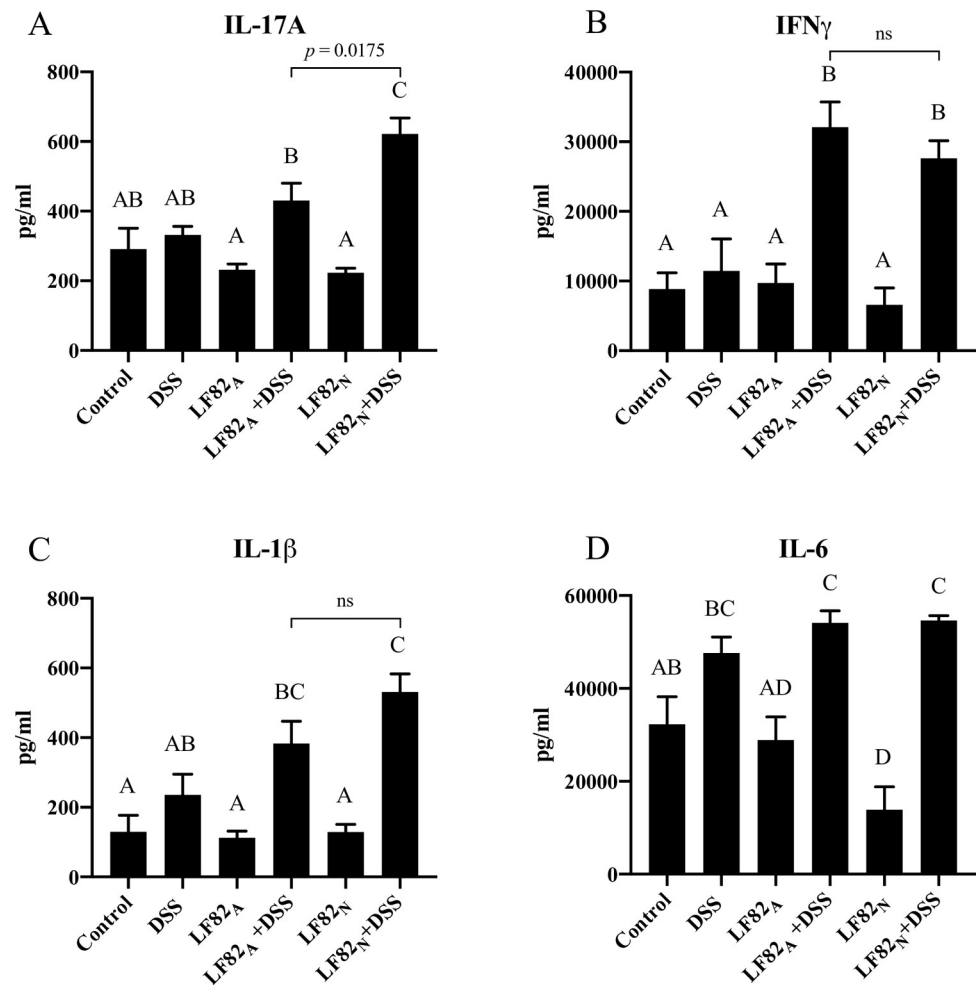 A
IL-17A
p = 0.0175
pg/ml
800
600
400
200
0
AB
AB
A
B
A
C
Control
DSS
LF82A
LF82A +DSS
LF82N
LF82N+DSS
B
IFNγ
ns
pg/ml
40000
30000
20000
10000
0
A
A
A
B
A
B
Control
DSS
LF82A
LF82A +DSS
LF82N
LF82N+DSS
C
IL-1β
ns
pg/ml
800
600
400
200
0
A
AB
A
BC
A
C
Control
DSS
LF82A
LF82A +DSS
LF82N
LF82N+DSS
D
IL-6
pg/ml
60000
40000
20000
0
AB
BC
AD
C
D
C
Control
DSS
LF82A
LF82A +DSS
LF82N
LF82N+DSS